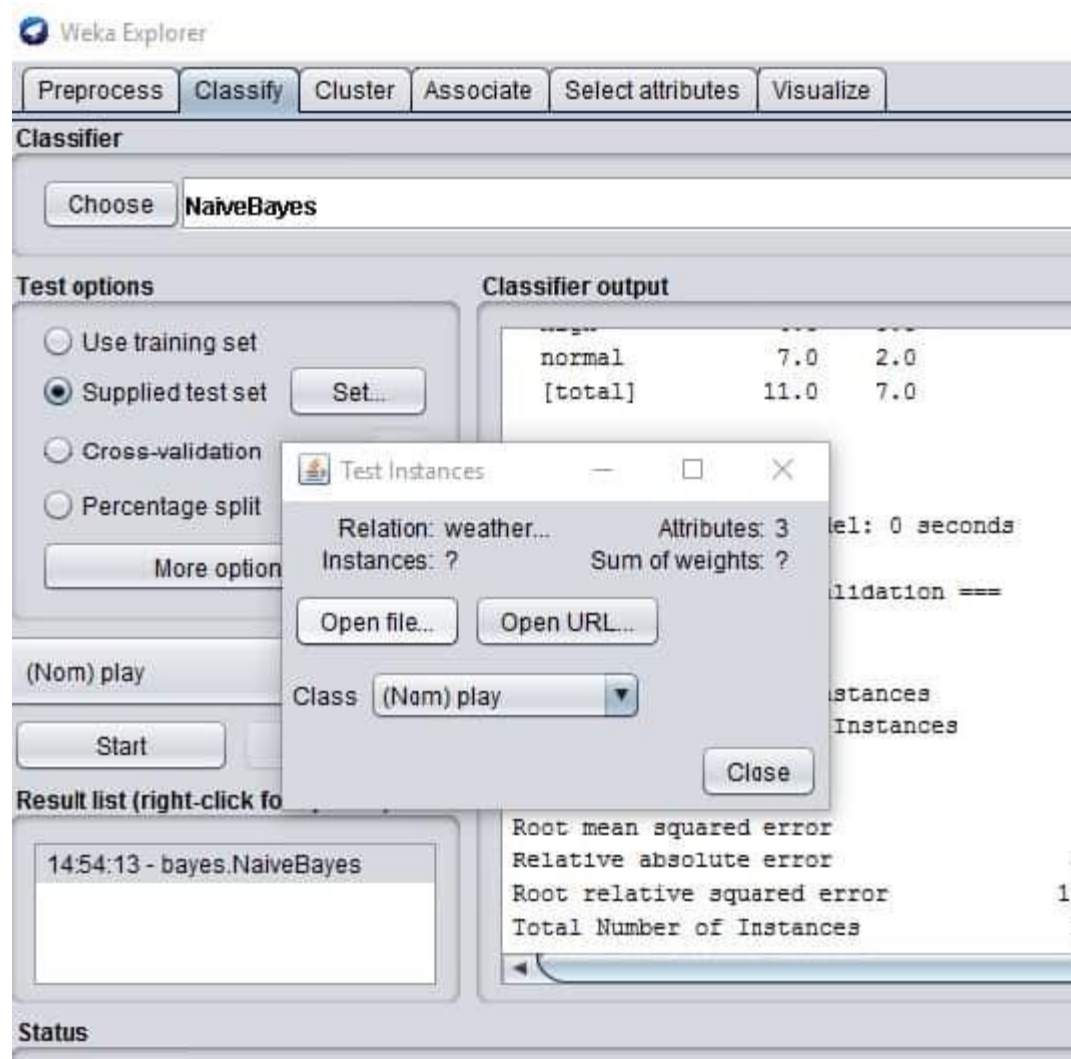 Weka Explorer
Preprocess Classify Cluster Associate Select attributes Visualize
Classifier
Choose NaiveBayes
Test options
Use training set
Supplied test set Set...
Cross-validation
Percentage split
More option
(Nom) play
Start
Result list (right-click fo
14:54:13 - bayes.NaiveBayes
Status
Classifier output
normal 7.0 2.0
[total] 11.0 7.0
el: 0 seconds
lidation ===
stances
Instances
Root mean squared error
Relative absolute error
Root relative squared error 1
Total Number of Instances
Test Instances
Relation: weather... Attributes: 3
Instances: ? Sum of weights: ?
Open file... Open URL...
Class (Nom) play
Close